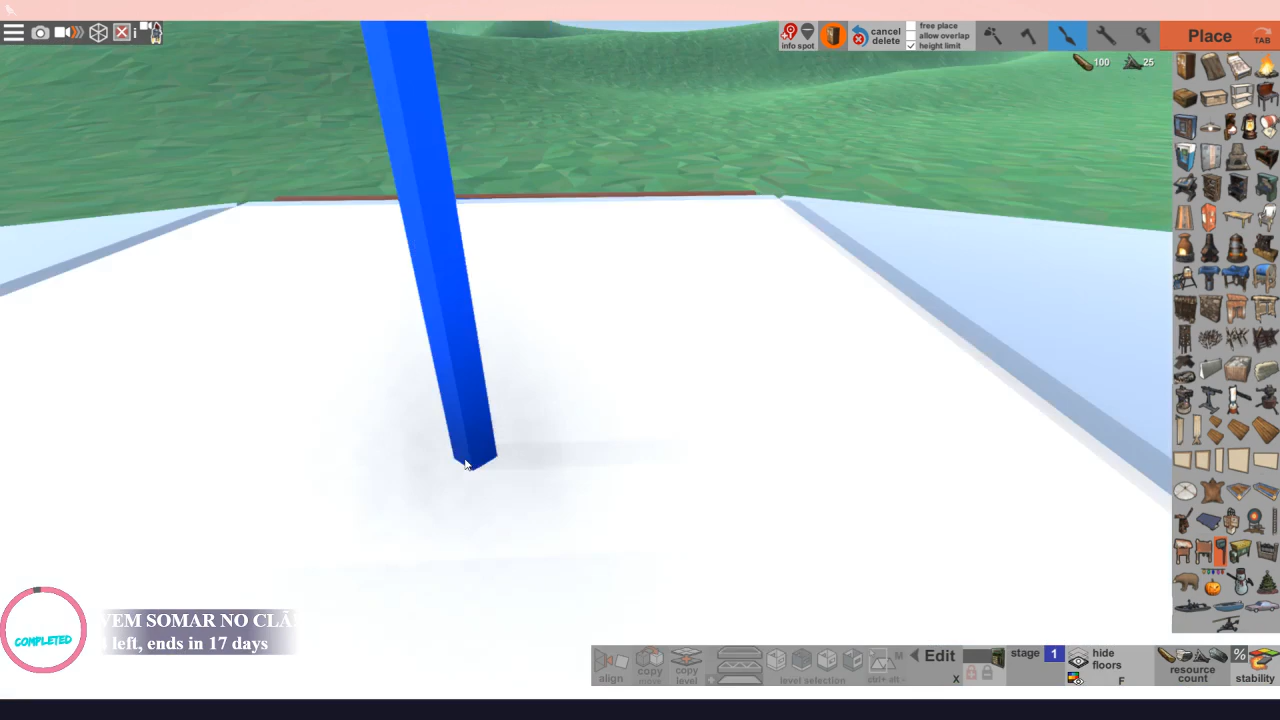 i
info spot
cancel
delete
free place
allow overlap
height limit
Place
TAB
100
25
COMPLETED
VEM SOMAR NO CLÃ
left, ends in 17 days
align
copy
move
copy
level
level selection
M
ctrl+ alt -
Edit
X
stage 1
hide
floors
F
resource
count
%
stability